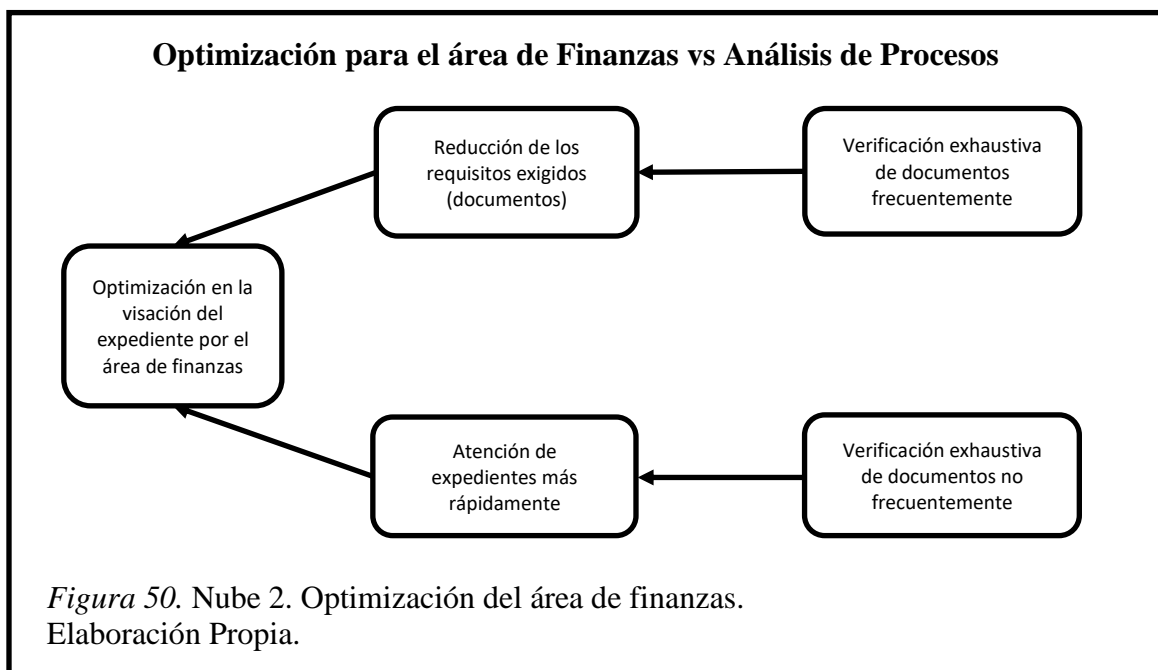 Optimización para el área de Finanzas vs Análisis de Procesos
Reducción de los
requisitos exigidos
(documentos)
Verificación exhaustiva
de documentos
frecuentemente
Optimización en la
visación del
expediente por el
área de finanzas
Atención de
expedientes más
rápidamente
Verificación exhaustiva
de documentos no
frecuentemente
Figura 50. Nube 2. Optimización del área de finanzas.
Elaboración Propia.